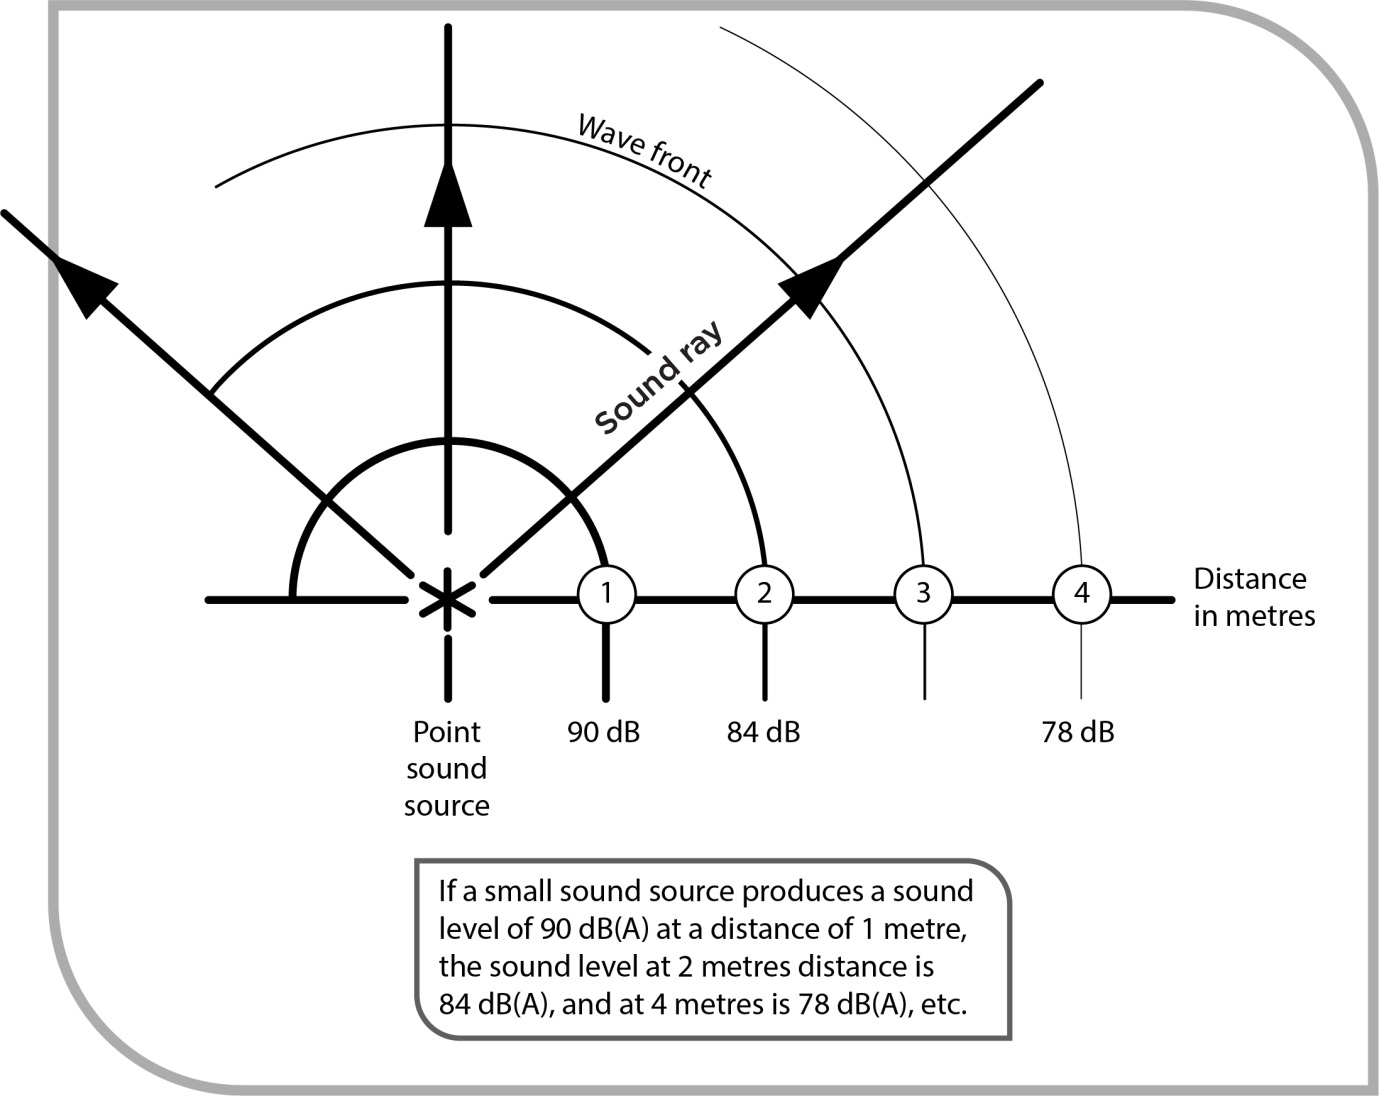 Wave front
Sound ray
1
2
3
4
Distance
in metres
Point
sound
source
90 dB
84 dB
78 dB
If a small sound source produces a sound
level of 90 dB(A) at a distance of 1 metre,
the sound level at 2 metres distance is
84 dB(A), and at 4 metres is 78 dB(A), etc.